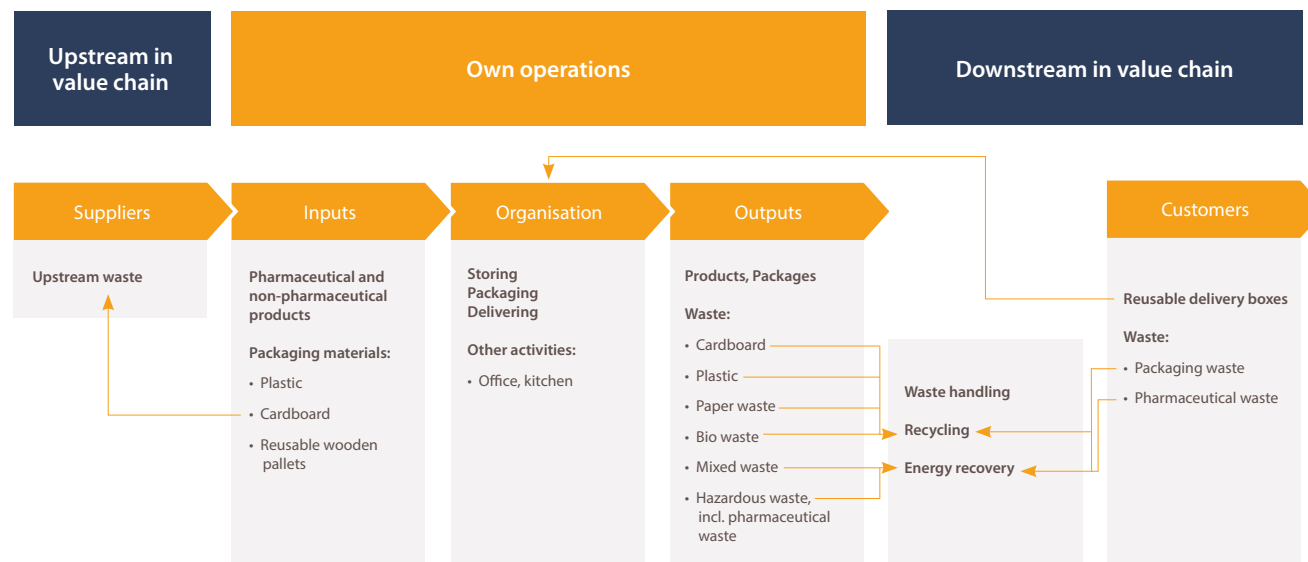 Upstream in
value chain
Own operations
Downstream in value chain
Suppliers
Inputs
Organisation
Outputs
Customers
Upstream waste
Pharmaceutical and
non-pharmaceutical
products
Packaging materials:
• Plastic
• Cardboard
• Reusable wooden
pallets
Storing
Packaging
Delivering
Other activities:
• Office, kitchen
Products, Packages
Waste:
• Cardboard
• Plastic
• Paper waste
• Bio waste
• Mixed waste
• Hazardous waste,
incl. pharmaceutical
waste
Waste handling
Recycling
Energy recovery
Reusable delivery boxes
Waste:
• Packaging waste
• Pharmaceutical waste